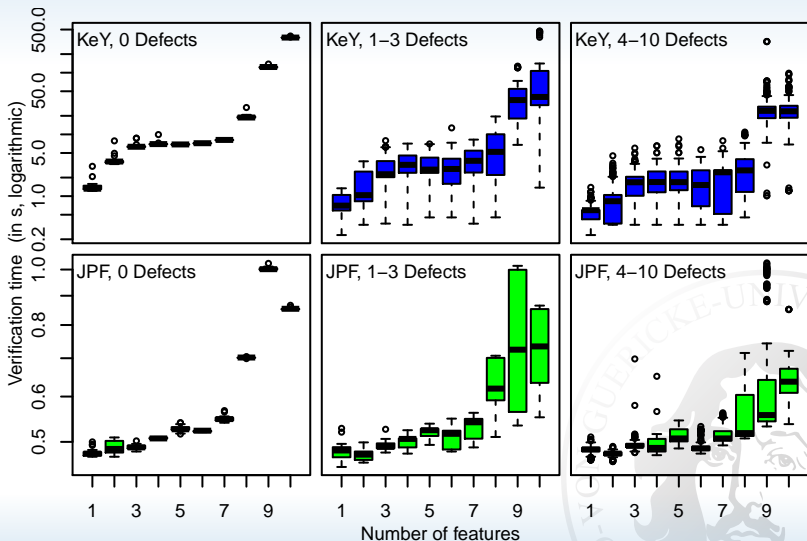 KeY, 0 Defects
KeY, 1−3 Defects
KeY, 4−10 Defects
500.0
50.0
5.0
1.0
0.2
Verification time (in s, logarithmic)
JPF, 0 Defects
JPF, 1−3 Defects
JPF, 4−10 Defects
1.0
0.8
0.6
0.5
1 3 5 7 9
1 3 5 7 9
1 3 5 7 9
Number of features